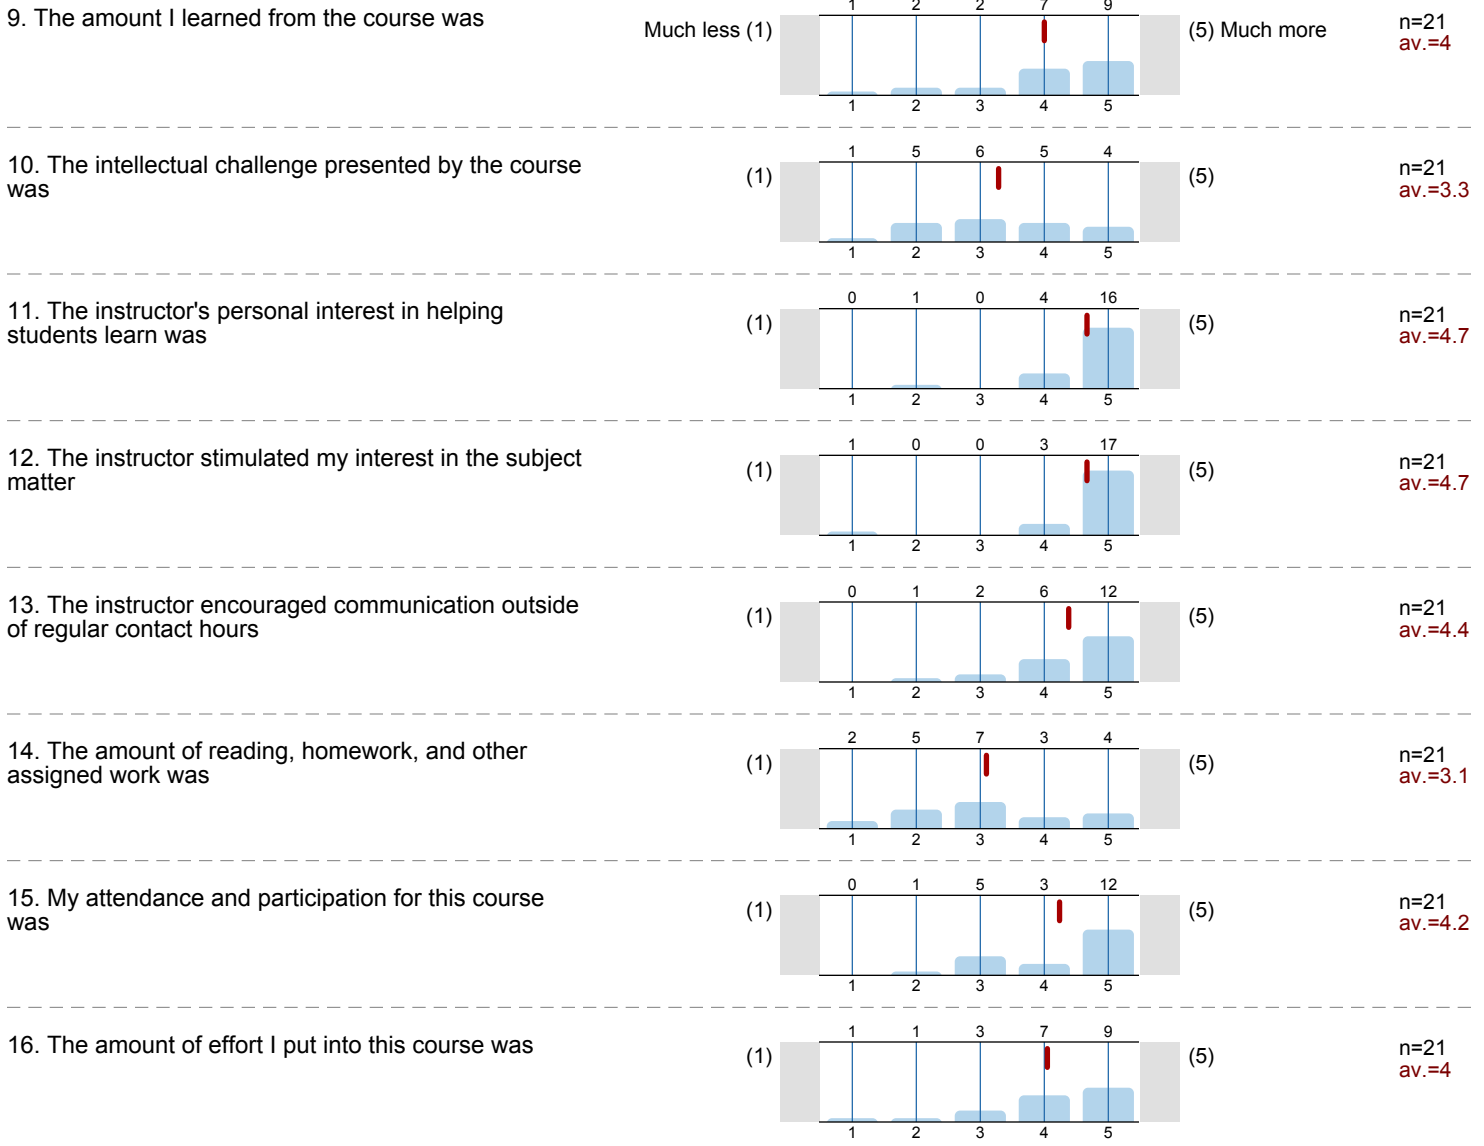 9. The amount I learned from the course was
1 2 2 7 9
Much less (1) (5) Much more
1 2 3 4 5
n=21
av.=4
10. The intellectual challenge presented by the course
was
1 5 6 5 4
(1) (5)
1 2 3 4 5
n=21
av.=3.3
11. The instructor's personal interest in helping
students learn was
0 1 0 4 16
(1) (5)
1 2 3 4 5
n=21
av.=4.7
12. The instructor stimulated my interest in the subject
matter
1 0 0 3 17
(1) (5)
1 2 3 4 5
n=21
av.=4.7
13. The instructor encouraged communication outside
of regular contact hours
0 1 2 6 12
(1) (5)
1 2 3 4 5
n=21
av.=4.4
14. The amount of reading, homework, and other
assigned work was
2 5 7 3 4
(1) (5)
1 2 3 4 5
n=21
av.=3.1
15. My attendance and participation for this course
was
0 1 5 3 12
(1) (5)
1 2 3 4 5
n=21
av.=4.2
16. The amount of effort I put into this course was
1 1 3 7 9
(1) (5)
1 2 3 4 5
n=21
av.=4